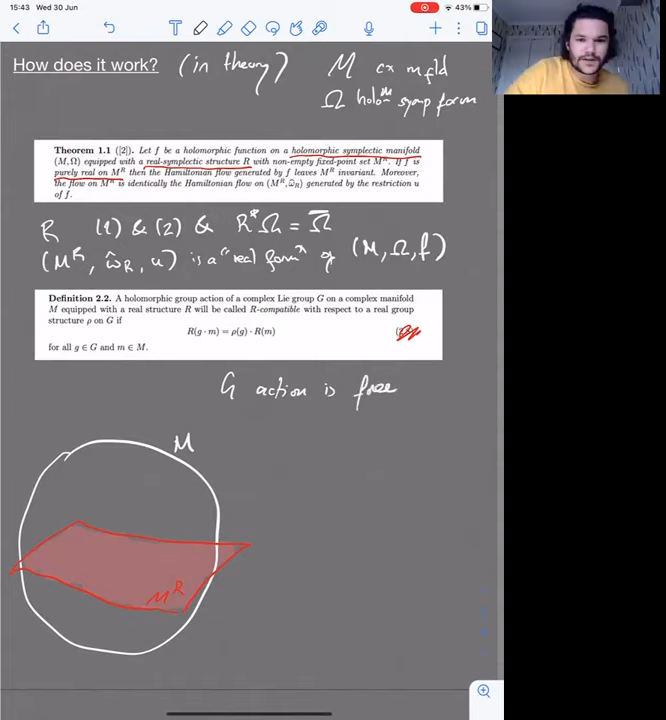 15:43 Wed 30 Jun
43%
How does it work? (in theory)
M cx mfld
Ω holoᵐ symp form
Theorem 1.1 ([2]). Let f be a holomorphic function on a holomorphic symplectic manifold
(M, Ω) equipped with a real-symplectic structure R with non-empty fixed-point set M^R. If f is
purely real on M^R then the Hamiltonian flow generated by f leaves M^R invariant. Moreover,
the flow on M^R is identically the Hamiltonian flow on (M^R, ω̂_R) generated by the restriction u
of f.
R (1) & (2) & R*Ω = Ω̄
(M^R, ω̂_R, u) is a "real form" of (M, Ω, f)
Definition 2.2. A holomorphic group action of a complex Lie group G on a complex manifold
M equipped with a real structure R will be called R-compatible with respect to a real group
structure ρ on G if
R(g · m) = ρ(g) · R(m)
for all g ∈ G and m ∈ M.
G action is free
M
M^R